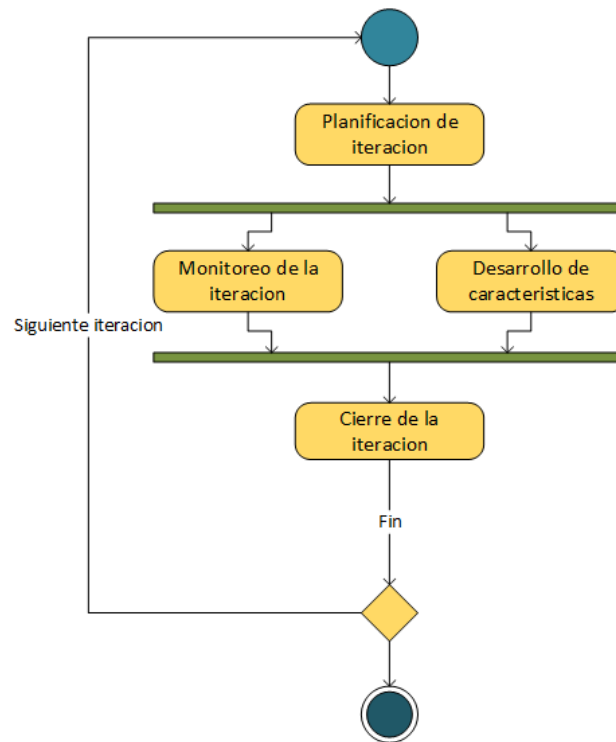 Planificacion de
iteracion
Monitoreo de la
iteracion
Desarrollo de
caracteristicas
Siguiente iteracion
Cierre de la
iteracion
Fin